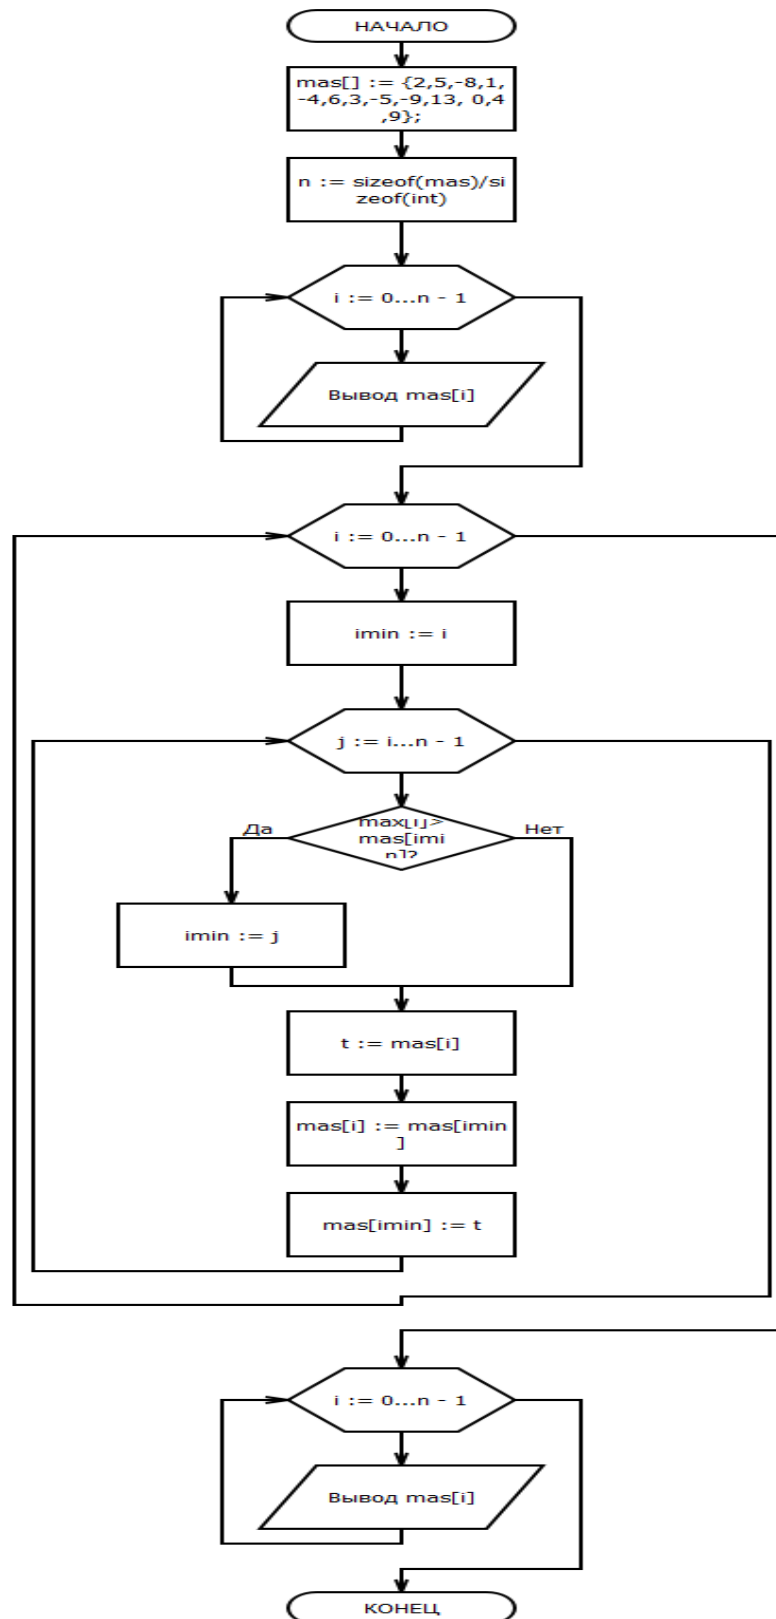 НАЧАЛО
mas[] := {2,5,-8,1,
-4,6,3,-5,-9,13, 0,4
,9};
n := sizeof(mas)/si
zeof(int)
i := 0...n - 1
Вывод mas[i]
i := 0...n - 1
imin := i
j := i...n - 1
Да
mas[imi
n]?
Нет
imin := j
t := mas[i]
mas[i] := mas[imin
]
mas[imin] := t
i := 0...n - 1
Вывод mas[i]
КОНЕЦ